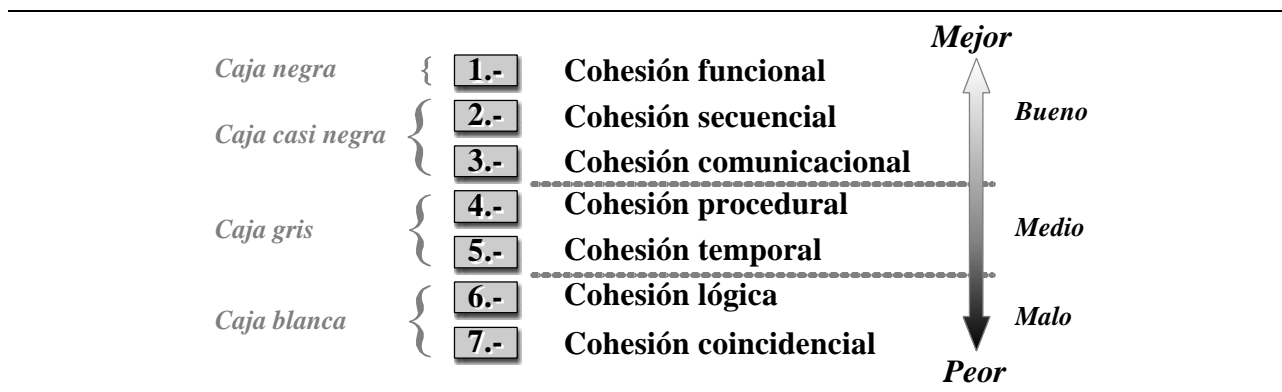 Mejor
Caja negra { 1.- Cohesión funcional
Caja casi negra { 2.- Cohesión secuencial Bueno
3.- Cohesión comunicacional
Caja gris { 4.- Cohesión procedural Medio
5.- Cohesión temporal
Caja blanca { 6.- Cohesión lógica Malo
7.- Cohesión coincidencial
Peor